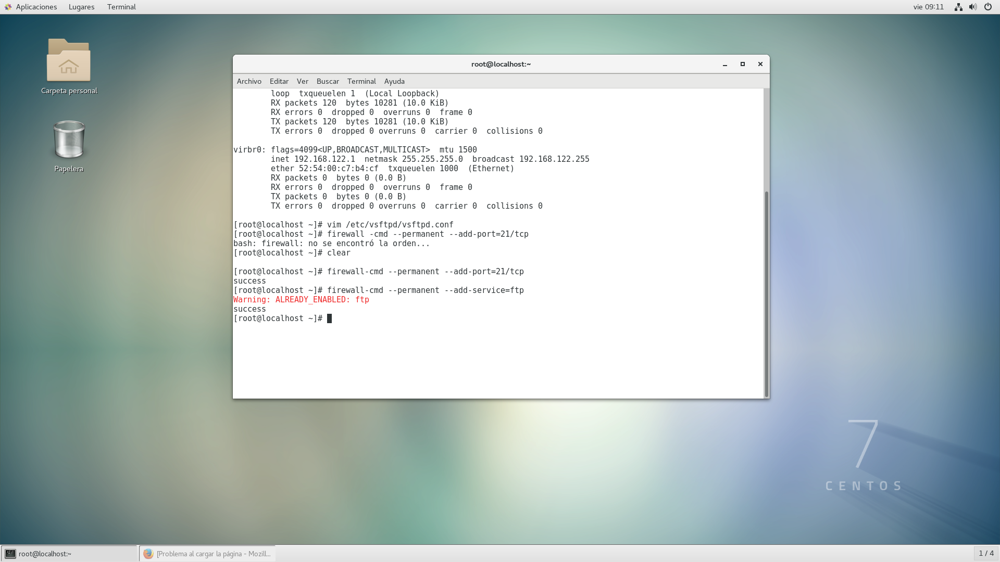 Aplicaciones Lugares Terminal vie 09:11
Carpeta personal
Papelera
root@localhost:~
Archivo Editar Ver Buscar Terminal Ayuda
        loop  txqueuelen 1  (Local Loopback)
        RX packets 120  bytes 10281 (10.0 KiB)
        RX errors 0  dropped 0  overruns 0  frame 0
        TX packets 120  bytes 10281 (10.0 KiB)
        TX errors 0  dropped 0 overruns 0  carrier 0  collisions 0
virbr0: flags=4099<UP,BROADCAST,MULTICAST>  mtu 1500
        inet 192.168.122.1  netmask 255.255.255.0  broadcast 192.168.122.255
        ether 52:54:00:c7:b4:cf  txqueuelen 1000  (Ethernet)
        RX packets 0  bytes 0 (0.0 B)
        RX errors 0  dropped 0  overruns 0  frame 0
        TX packets 0  bytes 0 (0.0 B)
        TX errors 0  dropped 0 overruns 0  carrier 0  collisions 0
[root@localhost ~]# vim /etc/vsftpd/vsftpd.conf
[root@localhost ~]# firewall -cmd --permanent --add-port=21/tcp
bash: firewall: no se encontró la orden...
[root@localhost ~]# clear
[root@localhost ~]# firewall-cmd --permanent --add-port=21/tcp
success
[root@localhost ~]# firewall-cmd --permanent --add-service=ftp
Warning: ALREADY_ENABLED: ftp
success
[root@localhost ~]#
7
CENTOS
root@localhost:~ [Problema al cargar la página - Mozill... 1 / 4